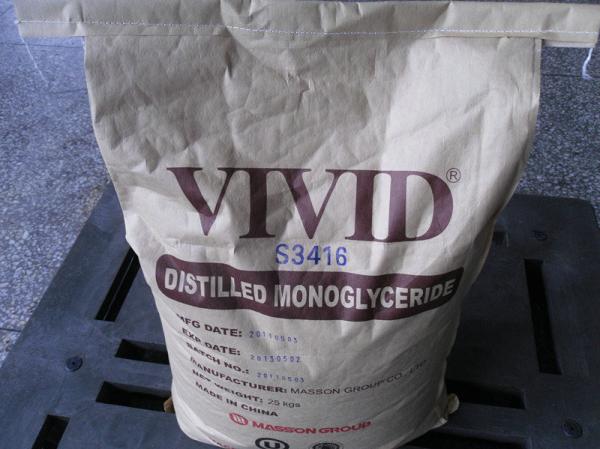 VIVID®
S3416
DISTILLED MONOGLYCERIDE
MFG DATE: 20110503
EXP DATE: 20130502
BATCH NO.: 20110503
MANUFACTURER: MASSON GROUP CO., LTD
NET WEIGHT: 25 kgs
MADE IN CHINA
MASSON GROUP
U